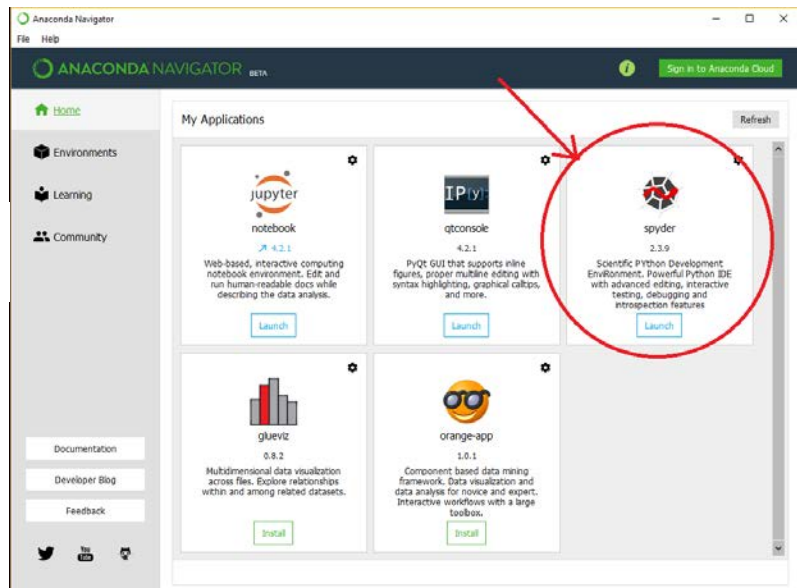 Anaconda Navigator
File Help
ANACONDA NAVIGATOR BETA
Sign in to Anaconda Cloud
Home
Environments
Learning
Community
Documentation
Developer Blog
Feedback
You Tube
My Applications
Refresh
jupyter
notebook
4.2.1
Web-based, interactive computing
notebook environment. Edit and
run human-readable docs while
describing the data analysis.
Launch
IP[y]:
qtconsole
4.2.1
PyQt GUI that supports inline
figures, proper multiline editing with
syntax highlighting, graphical calltips,
and more.
Launch
spyder
2.3.9
Scientific PYthon Development
EnviRonment. Powerful Python IDE
with advanced editing, interactive
testing, debugging and
introspection features
Launch
glueviz
0.8.2
Multidimensional data visualization
across files. Explore relationships
within and among related datasets.
Install
orange-app
1.0.1
Component based data mining
framework. Data visualization and
data analysis for novice and expert.
Interactive workflows with a large
toolbox.
Install